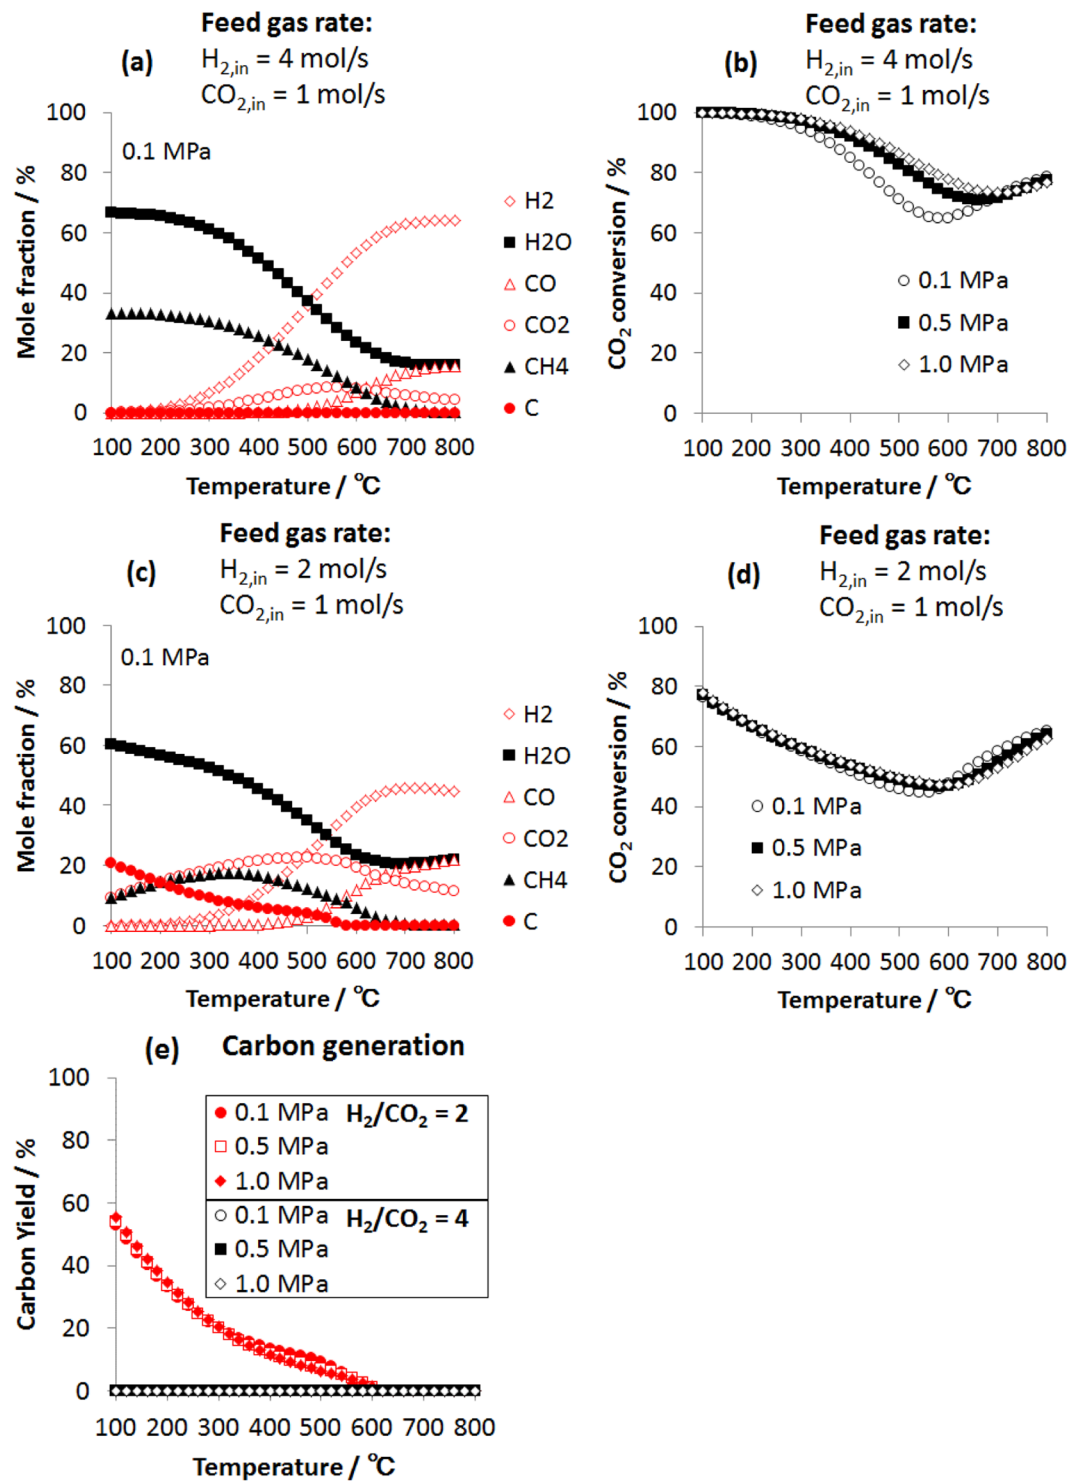 Feed gas rate:
(a) H2,in = 4 mol/s
CO2,in = 1 mol/s
100
80
60
40
20
0
Mole fraction / %
0.1 MPa
H2
H2O
CO
CO2
CH4
C
100 200 300 400 500 600 700 800
Temperature / °C
Feed gas rate:
(b) H2,in = 4 mol/s
CO2,in = 1 mol/s
100
80
60
40
20
0
CO2 conversion / %
0.1 MPa
0.5 MPa
1.0 MPa
100 200 300 400 500 600 700 800
Temperature / °C
Feed gas rate:
(c) H2,in = 2 mol/s
CO2,in = 1 mol/s
100
80
60
40
20
0
Mole fraction / %
0.1 MPa
H2
H2O
CO
CO2
CH4
C
100 200 300 400 500 600 700 800
Temperature / °C
Feed gas rate:
(d) H2,in = 2 mol/s
CO2,in = 1 mol/s
100
80
60
40
20
0
CO2 conversion / %
0.1 MPa
0.5 MPa
1.0 MPa
100 200 300 400 500 600 700 800
Temperature / °C
(e) Carbon generation
100
80
60
40
20
0
Carbon Yield / %
0.1 MPa H2/CO2 = 2
0.5 MPa
1.0 MPa
0.1 MPa H2/CO2 = 4
0.5 MPa
1.0 MPa
100 200 300 400 500 600 700 800
Temperature / °C